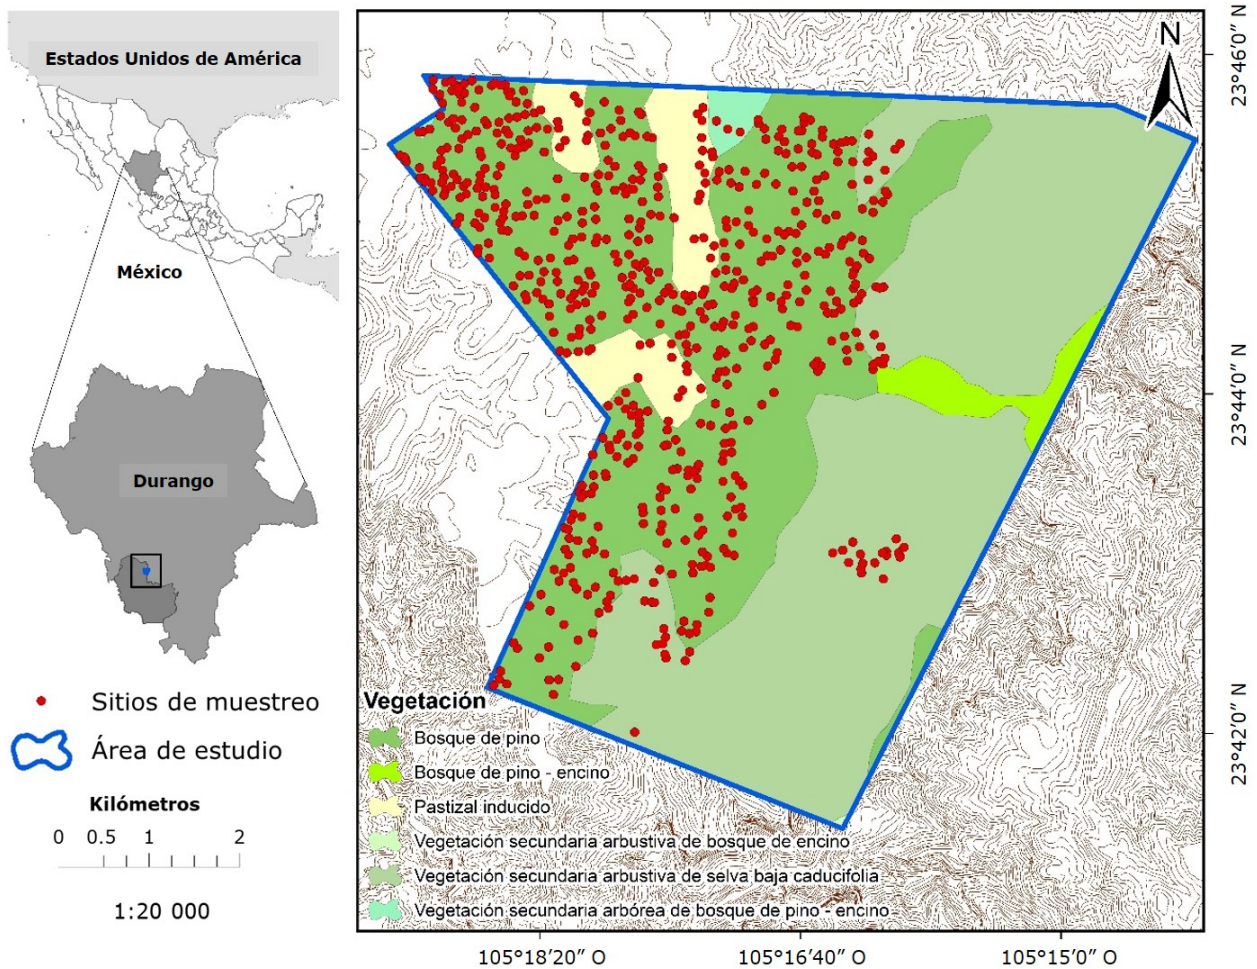 Estados Unidos de América
México
Durango
Sitios de muestreo
Área de estudio
Kilómetros
0 0.5 1 2
1:20 000
N
Vegetación
Bosque de pino
Bosque de pino - encino
Pastizal inducido
Vegetación secundaria arbustiva de bosque de encino
Vegetación secundaria arbustiva de selva baja caducifolia
Vegetación secundaria arbórea de bosque de pino - encino
23°46′0″ N
23°44′0″ N
23°42′0″ N
105°18′20″ O
105°16′40″ O
105°15′0″ O